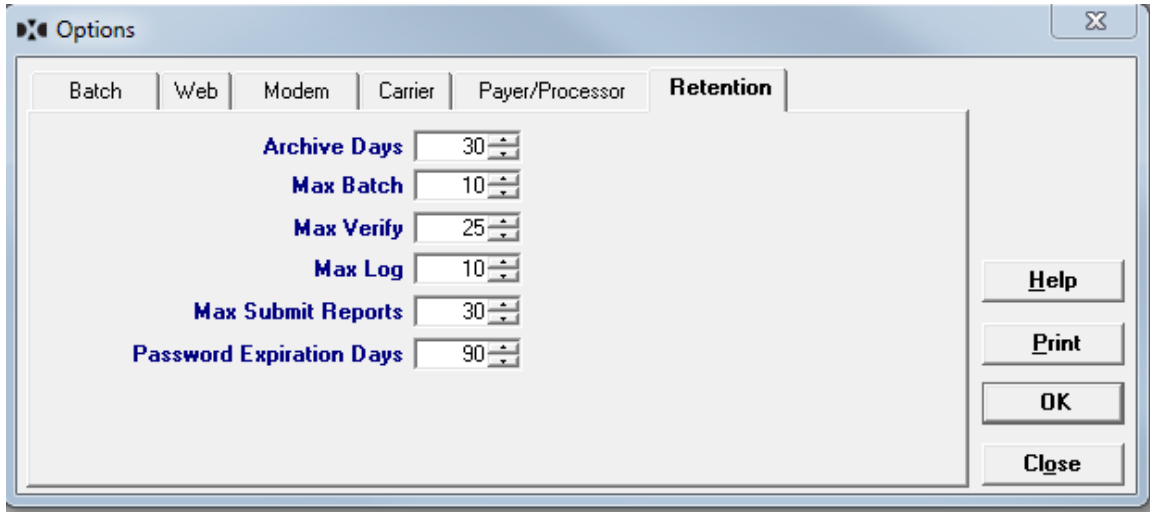 Options
Batch Web Modem Carrier Payer/Processor Retention
Archive Days 30
Max Batch 10
Max Verify 25
Max Log 10
Max Submit Reports 30
Password Expiration Days 90
Help
Print
OK
Close